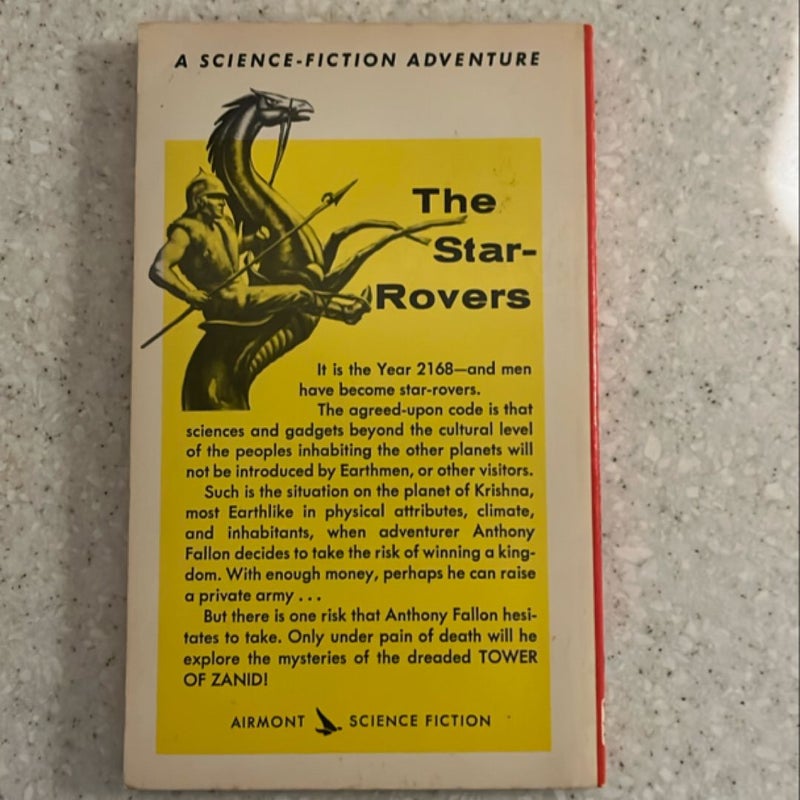 A SCIENCE-FICTION ADVENTURE
The
Star-
Rovers
It is the Year 2168—and men
have become star-rovers.
The agreed-upon code is that
sciences and gadgets beyond the cultural level
of the peoples inhabiting the other planets will
not be introduced by Earthmen, or other visitors.
Such is the situation on the planet of Krishna,
most Earthlike in physical attributes, climate,
and inhabitants, when adventurer Anthony
Fallon decides to take the risk of winning a king-
dom. With enough money, perhaps he can raise
a private army . . .
But there is one risk that Anthony Fallon hesi-
tates to take. Only under pain of death will he
explore the mysteries of the dreaded TOWER
OF ZANID!
AIRMONT SCIENCE FICTION